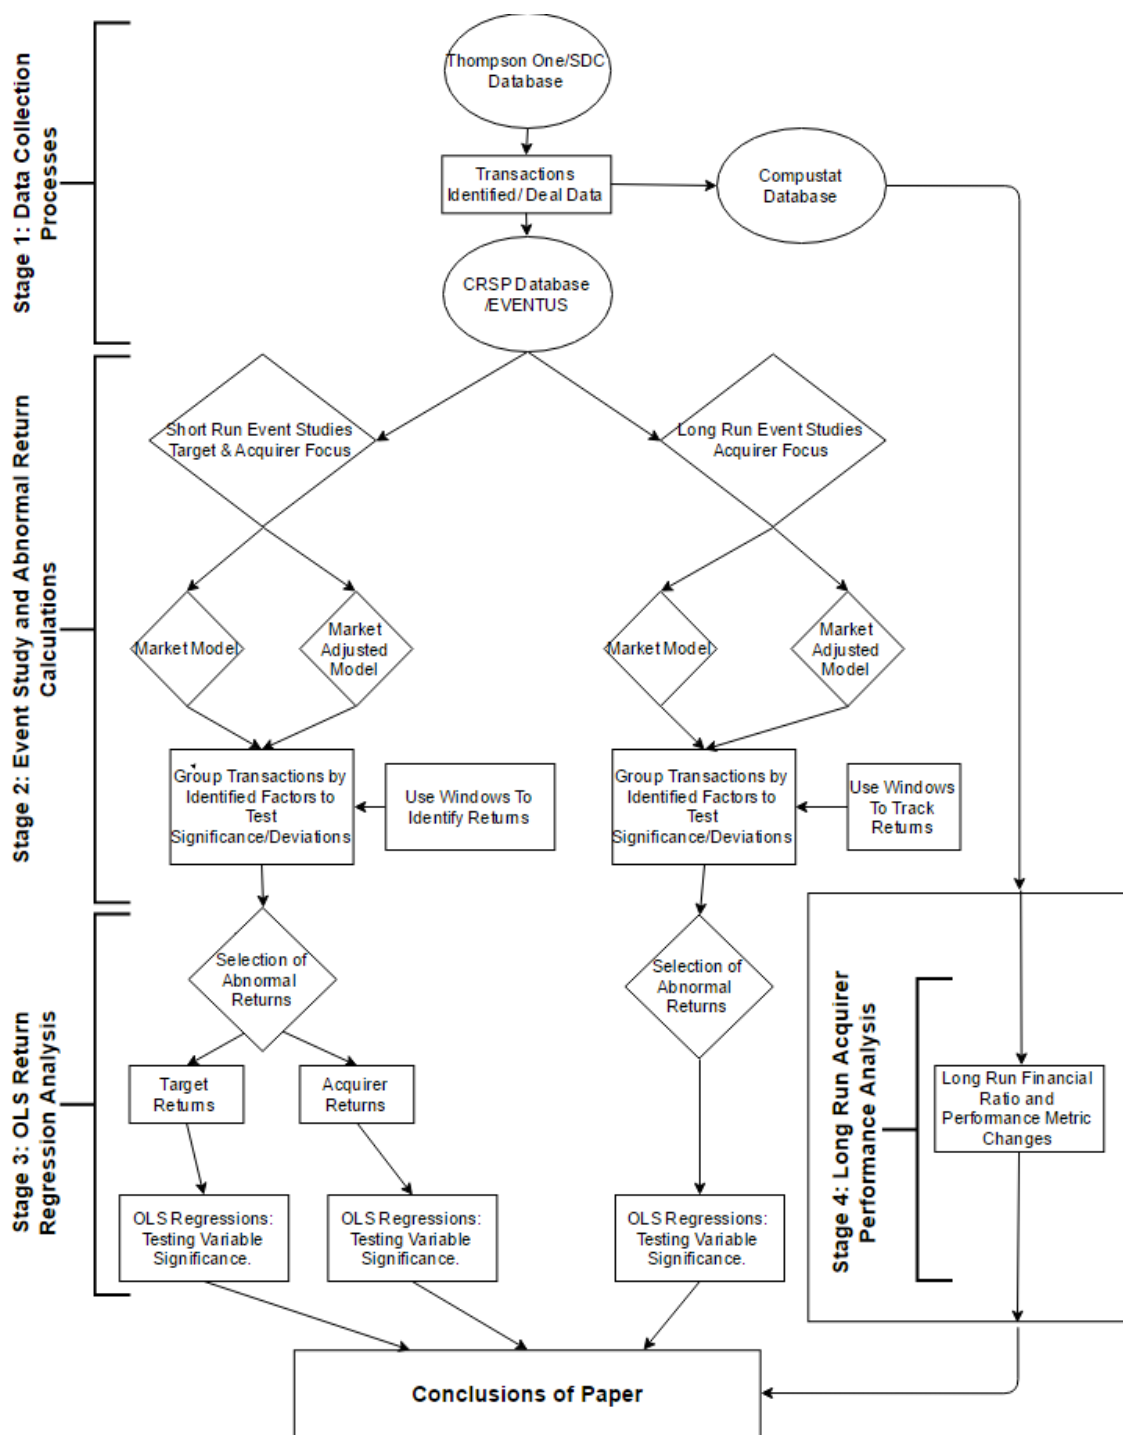 Stage 1: Data Collection
Processes
Thompson One/SDC
Database
Transactions
Identified/ Deal Data
Compustat
Database
CRSP Database
/EVENTUS
Stage 2: Event Study and Abnormal Return
Calculations
Short Run Event Studies
Target & Acquirer Focus
Long Run Event Studies
Acquirer Focus
Market Model
Market
Adjusted
Model
Market Model
Market
Adjusted
Model
Group Transactions by
Identified Factors to
Test
Significance/Deviations
Use Windows To
Identify Returns
Group Transactions by
Identified Factors to
Test
Significance/Deviations
Use Windows
To Track
Returns
Stage 3: OLS Return
Regression Analysis
Selection of
Abnormal
Returns
Selection of
Abnormal
Returns
Target
Returns
Acquirer
Returns
OLS Regressions:
Testing Variable
Significance.
OLS Regressions:
Testing Variable
Significance.
OLS Regressions:
Testing Variable
Significance.
Stage 4: Long Run Acquirer
Performance Analysis
Long Run Financial
Ratio and
Performance Metric
Changes
Conclusions of Paper